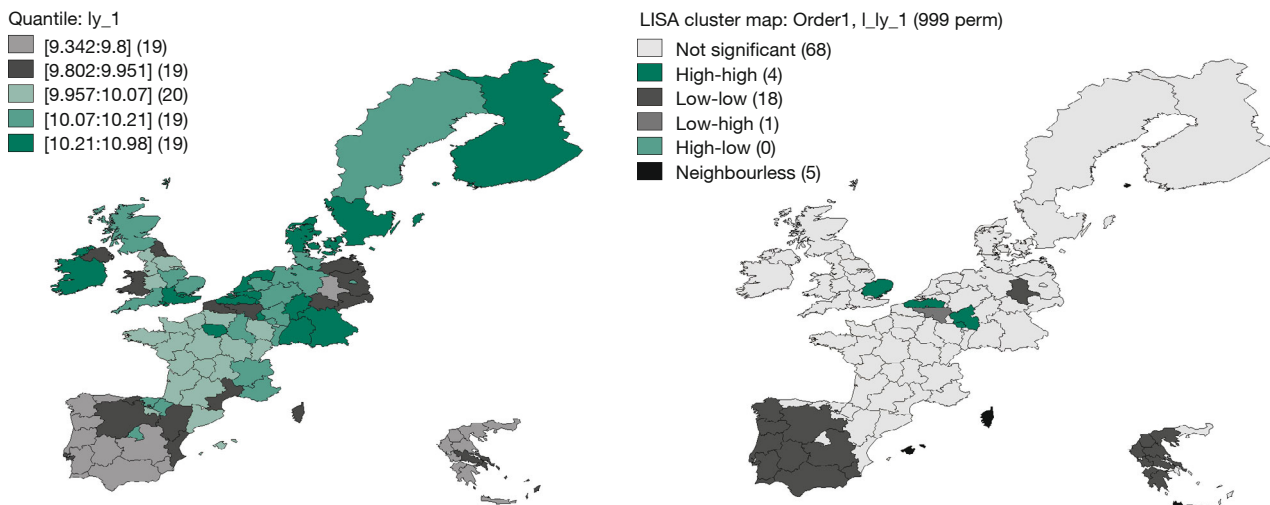 Quantile: ly_1
[9.342:9.8] (19)
[9.802:9.951] (19)
[9.957:10.07] (20)
[10.07:10.21] (19)
[10.21:10.98] (19)
LISA cluster map: Order1, I_ly_1 (999 perm)
Not significant (68)
High-high (4)
Low-low (18)
Low-high (1)
High-low (0)
Neighbourless (5)